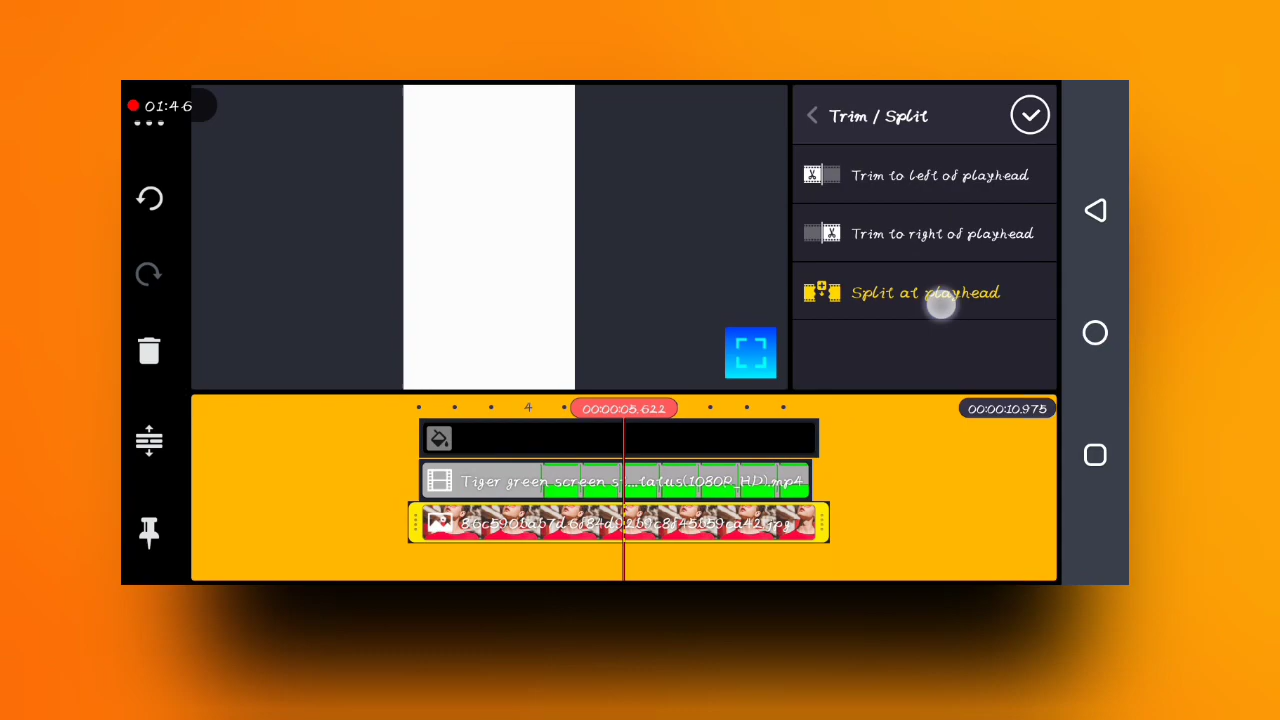 01:46
Trim / Split
Trim to left of playhead
Trim to right of playhead
Split at playhead
4
00:00:05.622
00:00:10.975
Tiger green screen s...tatus(1080P_HD).mp4